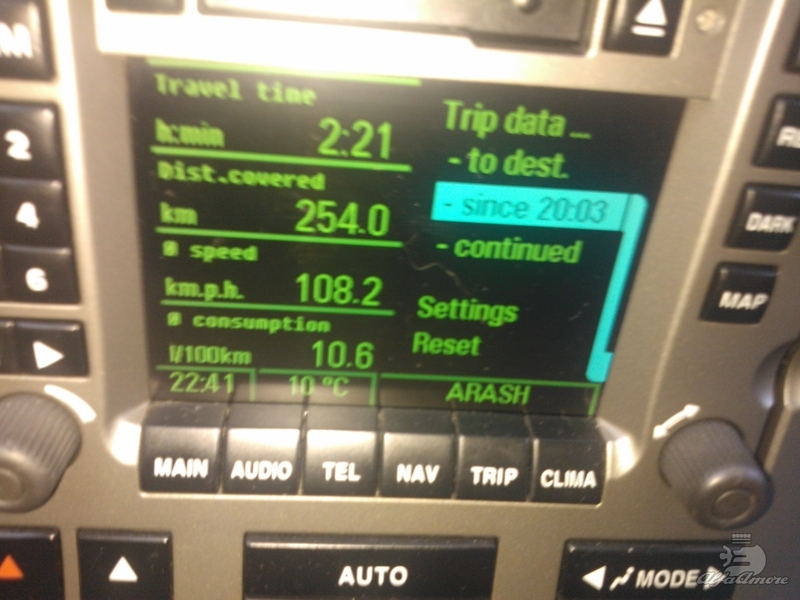 Travel time
h:min 2:21
Dist.covered
km 254.0
Ø speed
km.p.h. 108.2
Ø consumption
l/100km 10.6
22:41 10 °C ARASH
Trip data ...
- to dest.
- since 20:03
- continued
Settings
Reset
2
4
6
DARK
MAP
MAIN AUDIO TEL NAV TRIP CLIMA
AUTO
MODE